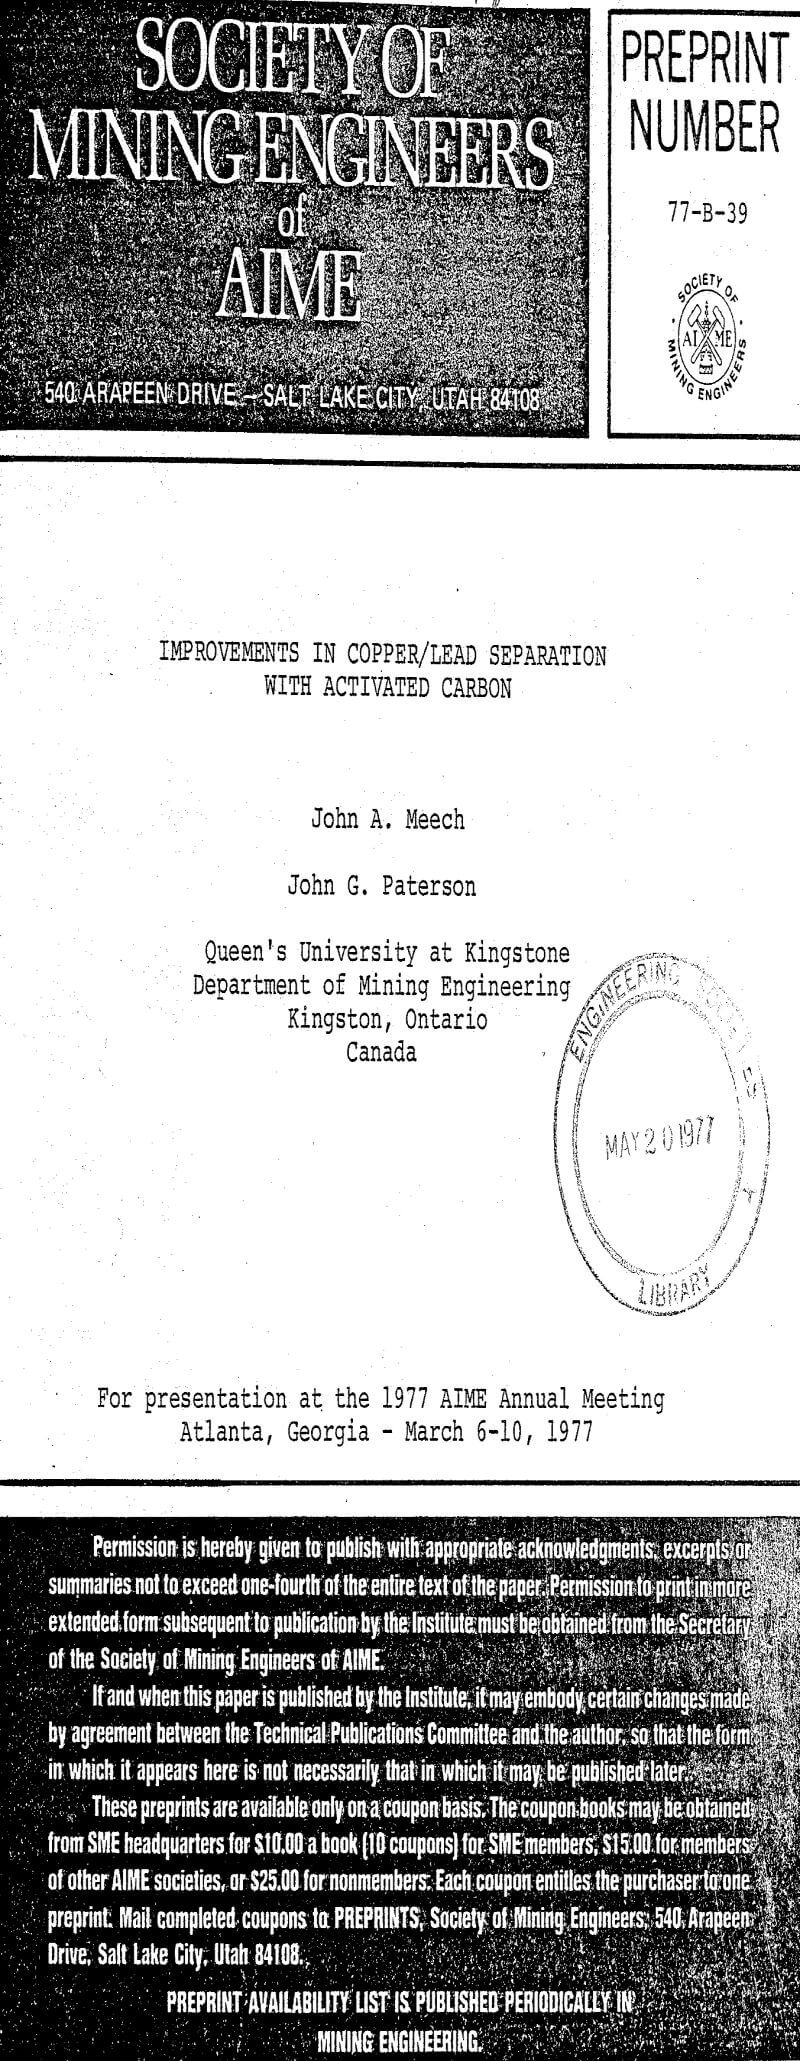 SOCIETY OF
MINING ENGINEERS
of
AIME
540 ARAPEEN DRIVE – SALT LAKE CITY, UTAH 84108
PREPRINT
NUMBER
77-B-39
SOCIETY OF
AI ME
MINING ENGINEERS
IMPROVEMENTS IN COPPER/LEAD SEPARATION
WITH ACTIVATED CARBON
John A. Meech
John G. Paterson
Queen's University at Kingstone
Department of Mining Engineering
Kingston, Ontario
Canada
ENGINEERING SOCIETIES
MAY 20 1977
LIBRARY
For presentation at the 1977 AIME Annual Meeting
Atlanta, Georgia - March 6-10, 1977
Permission is hereby given to publish with appropriate acknowledgments, excerpts or
summaries not to exceed one-fourth of the entire text of the paper. Permission to print in more
extended form subsequent to publication by the Institute must be obtained from the Secretary
of the Society of Mining Engineers of AIME.
If and when this paper is published by the Institute, it may embody certain changes made
by agreement between the Technical Publications Committee and the author, so that the form
in which it appears here is not necessarily that in which it may be published later.
These preprints are available only on a coupon basis. The coupon books may be obtained
from SME headquarters for $10.00 a book (10 coupons) for SME members, $15.00 for members
of other AIME societies, or $25.00 for nonmembers. Each coupon entitles the purchaser to one
preprint. Mail completed coupons to PREPRINTS, Society of Mining Engineers, 540 Arapeen
Drive, Salt Lake City, Utah 84108.
PREPRINT AVAILABILITY LIST IS PUBLISHED PERIODICALLY IN
MINING ENGINEERING.